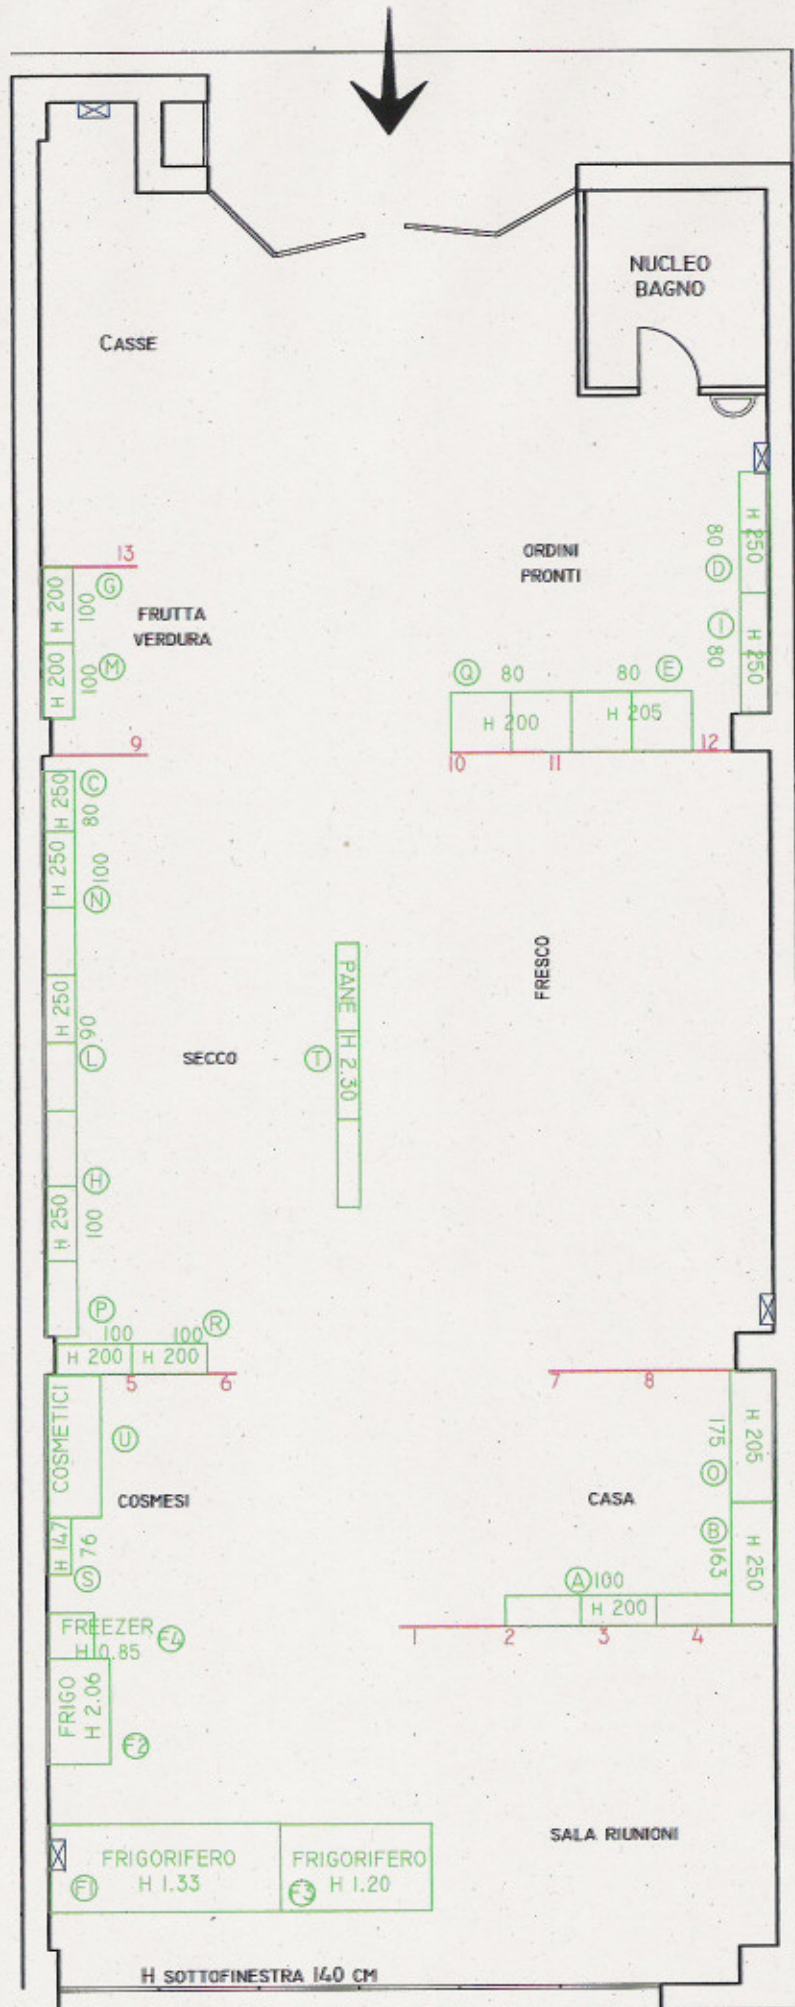 NUCLEO
BAGNO
CASSE
ORDINI
PRONTI
H 250
80
D
I
80
H 250
13
H 200
100
G
FRUTTA
VERDURA
H 200
100
M
Q 80
80 E
H 200
H 205
9
10
11
12
H 250
C
80
H 250
100
N
FRESCO
PANE H 2.30
T
H 250
90
L
SECCO
H
H 250
100
P
R
100
100
H 200
H 200
5
6
7
8
COSMETICI
U
H 205
175
O
COSMESI
CASA
H 147
76
S
B
163
H 250
A 100
H 200
1
2
3
4
FREEZER
H 0.85
F4
FRIGO
H 2.06
F2
SALA RIUNIONI
FRIGORIFERO
H 1.33
F1
FRIGORIFERO
H 1.20
F3
H SOTTOFINESTRA 140 CM